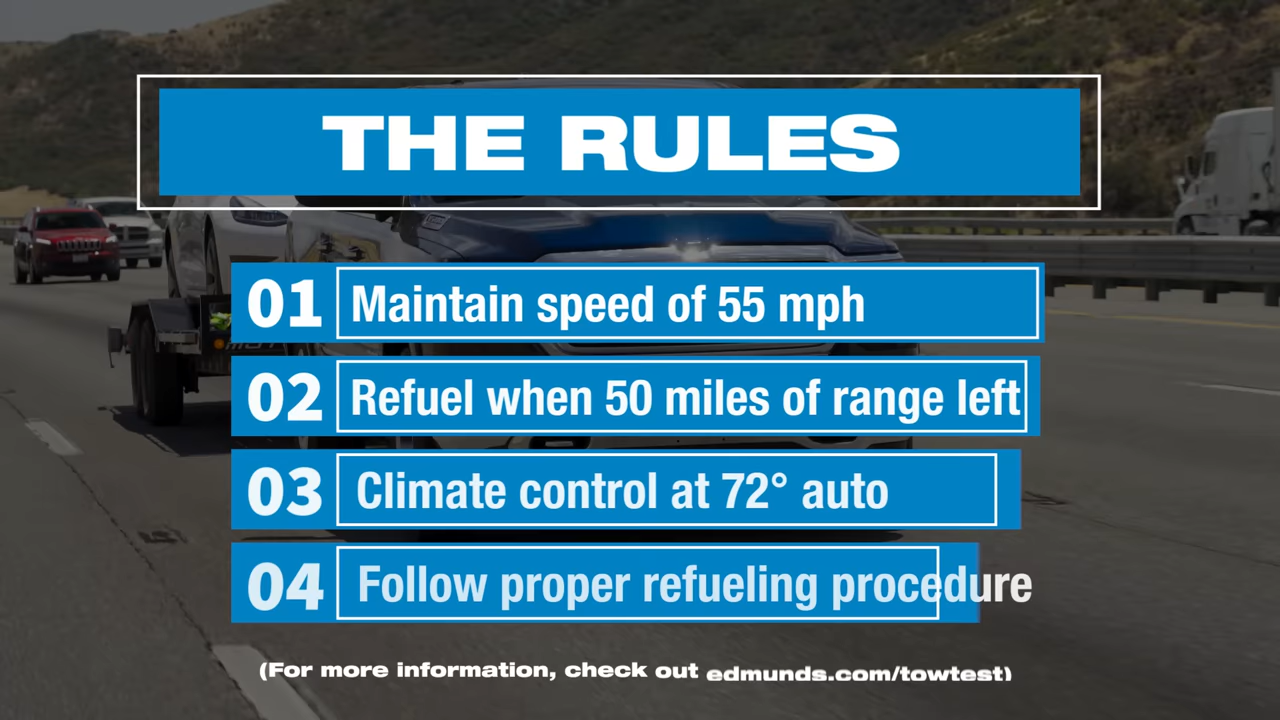 THE RULES
01 Maintain speed of 55 mph
02 Refuel when 50 miles of range left
03 Climate control at 72° auto
04 Follow proper refueling procedure
(For more information, check out edmunds.com/towtest)